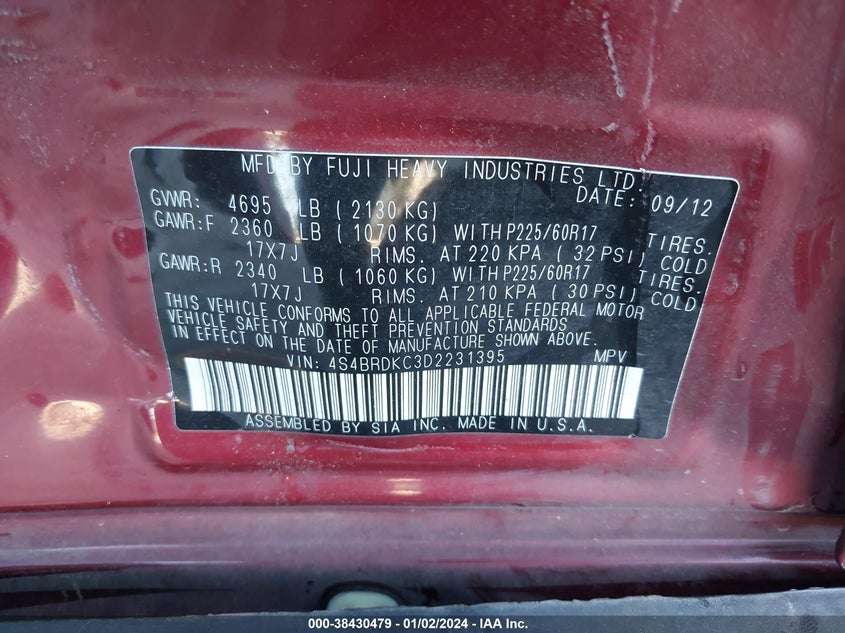 MFD BY FUJI HEAVY INDUSTRIES LTD.
DATE: 09/12
GVWR: 4695 LB ( 2130 KG)
GAWR:F 2360 LB ( 1070 KG) WITH P225/60R17 TIRES.
17X7J RIMS. AT 220 KPA ( 32 PSI) COLD
GAWR:R 2340 LB ( 1060 KG) WITH P225/60R17 TIRES.
17X7J RIMS. AT 210 KPA ( 30 PSI) COLD.
THIS VEHICLE CONFORMS TO ALL APPLICABLE FEDERAL MOTOR
VEHICLE SAFETY AND THEFT PREVENTION STANDARDS
IN EFFECT ON THE DATE OF MANUFACTURE SHOWN ABOVE.
VIN: 4S4BRDKC3D2231395 MPV
ASSEMBLED BY SIA INC. MADE IN U.S.A.
000-38430479 - 01/02/2024 - IAA Inc.